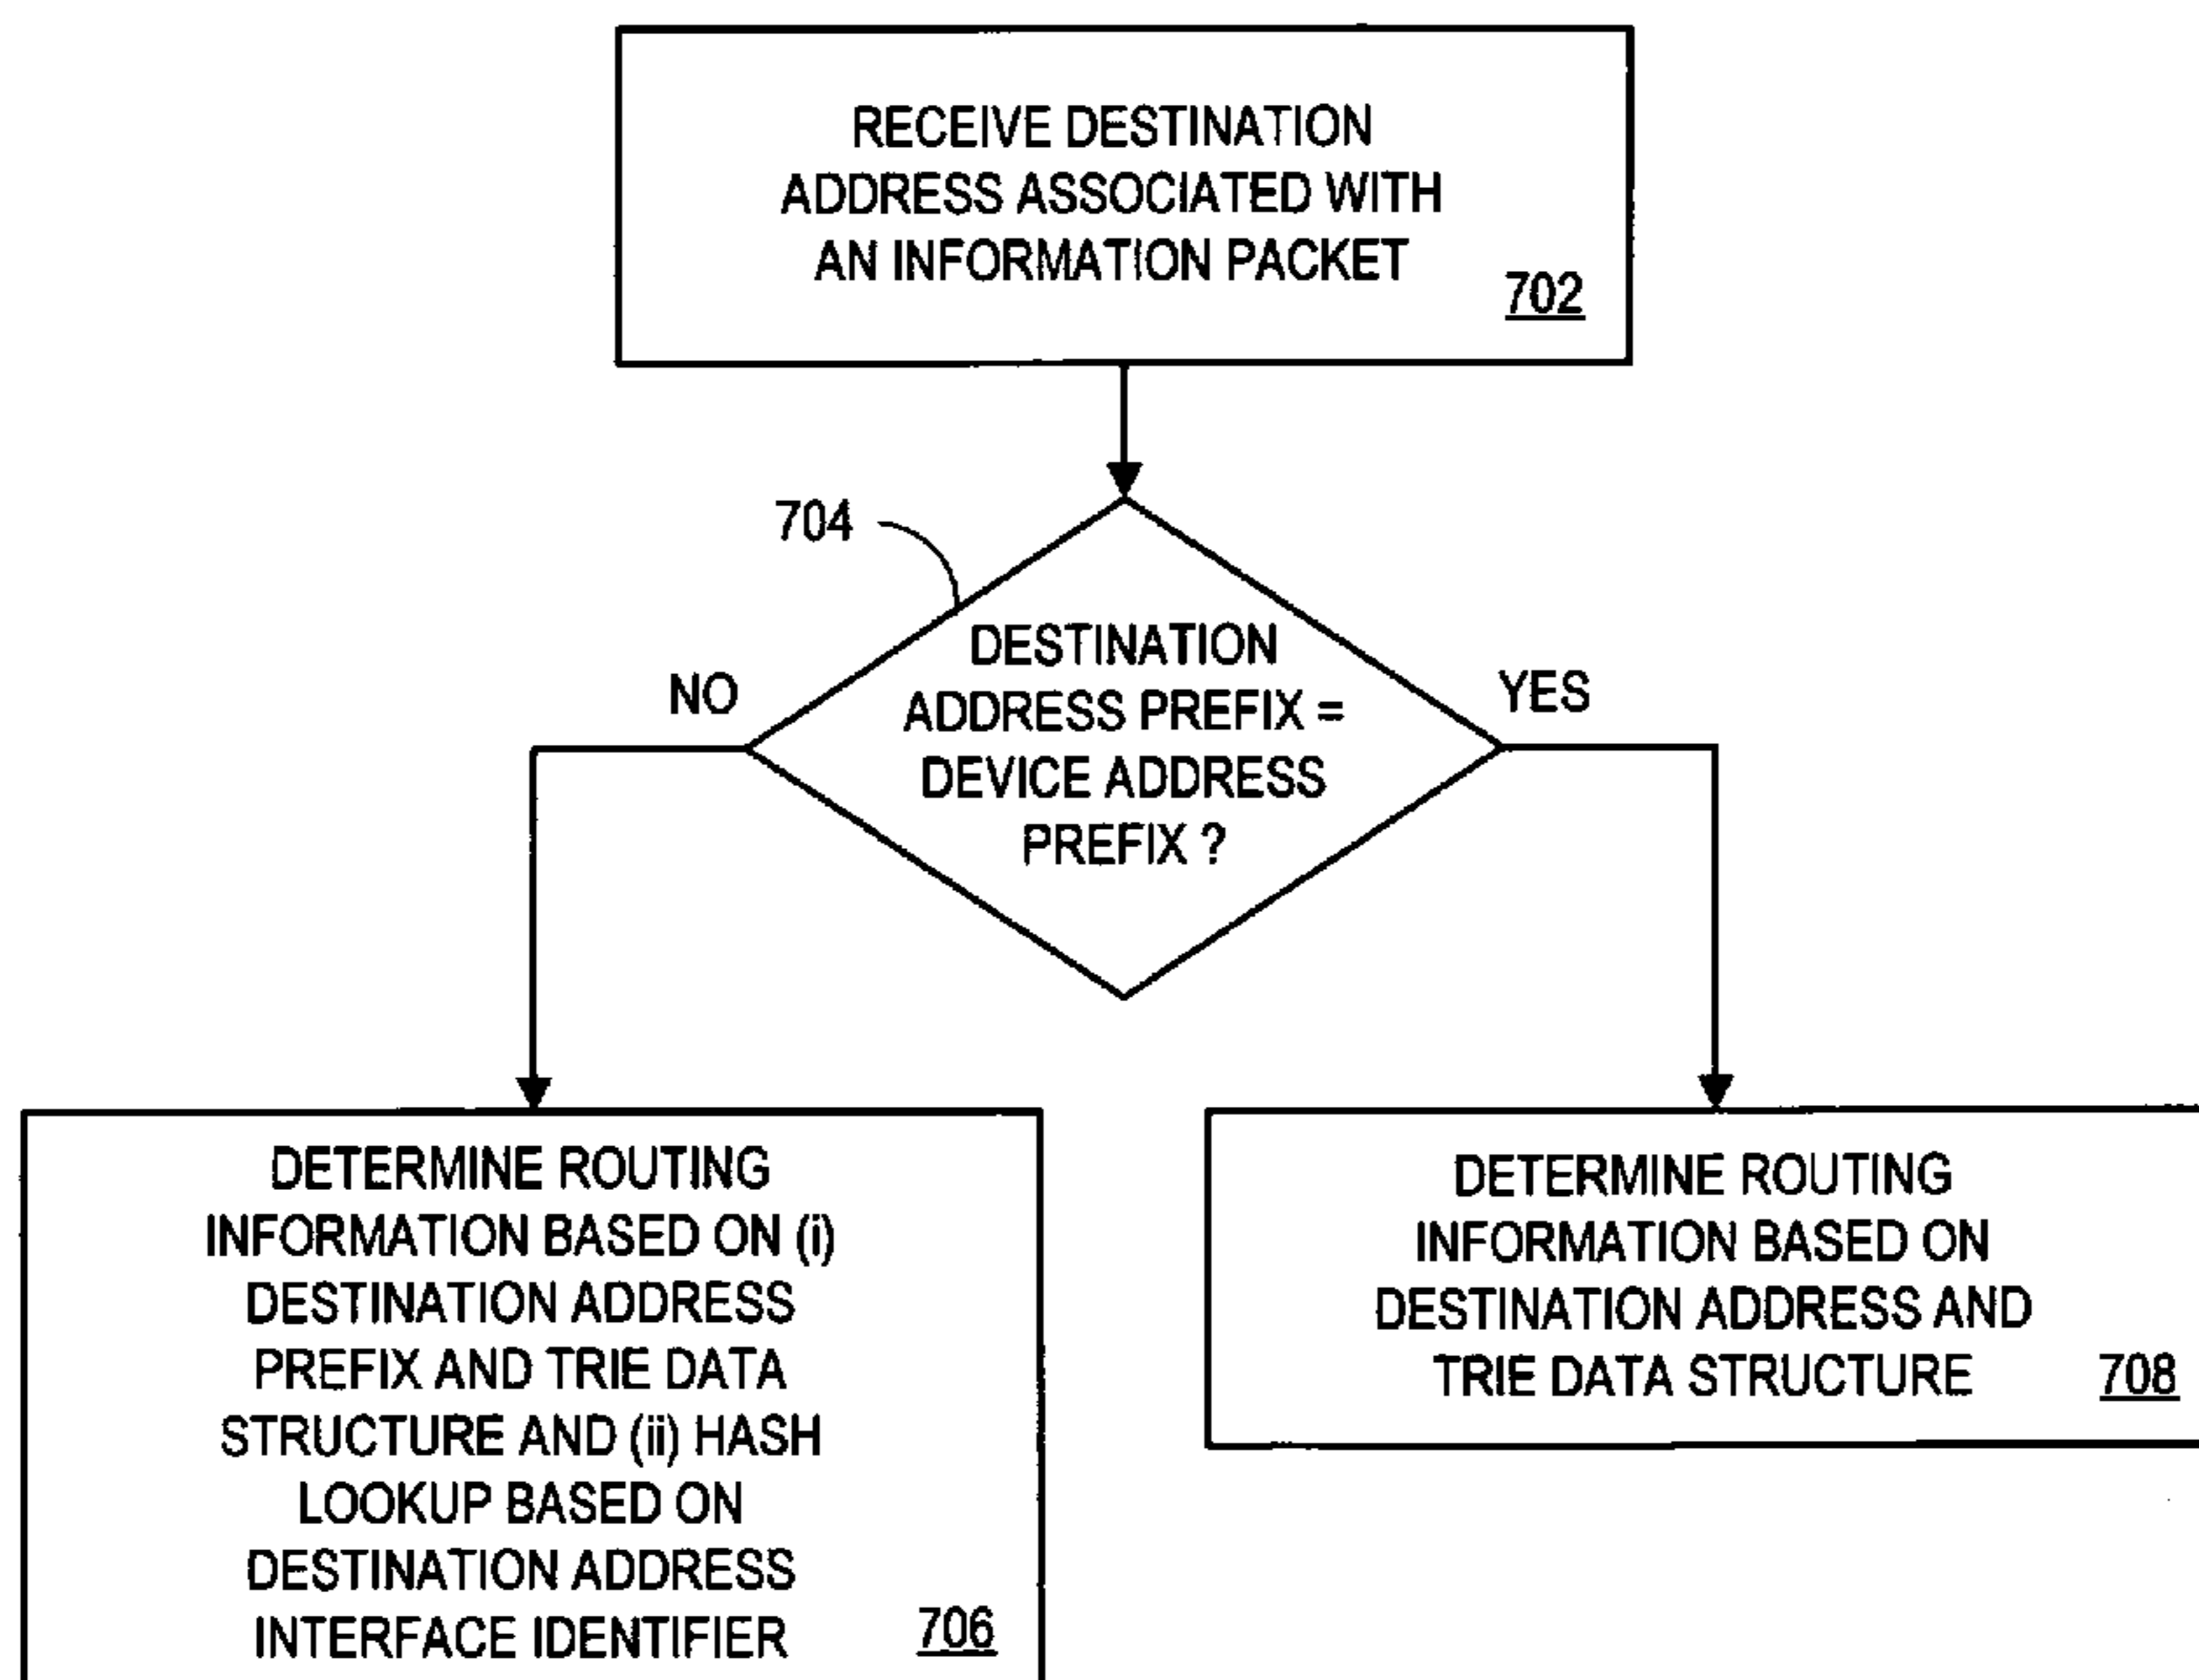 RECEIVE DESTINATION
ADDRESS ASSOCIATED WITH
AN INFORMATION PACKET
702
704
DESTINATION
ADDRESS PREFIX =
DEVICE ADDRESS
PREFIX ?
NO
YES
DETERMINE ROUTING
INFORMATION BASED ON (i)
DESTINATION ADDRESS
PREFIX AND TRIE DATA
STRUCTURE AND (ii) HASH
LOOKUP BASED ON
DESTINATION ADDRESS
INTERFACE IDENTIFIER
706
DETERMINE ROUTING
INFORMATION BASED ON
DESTINATION ADDRESS AND
TRIE DATA STRUCTURE
708